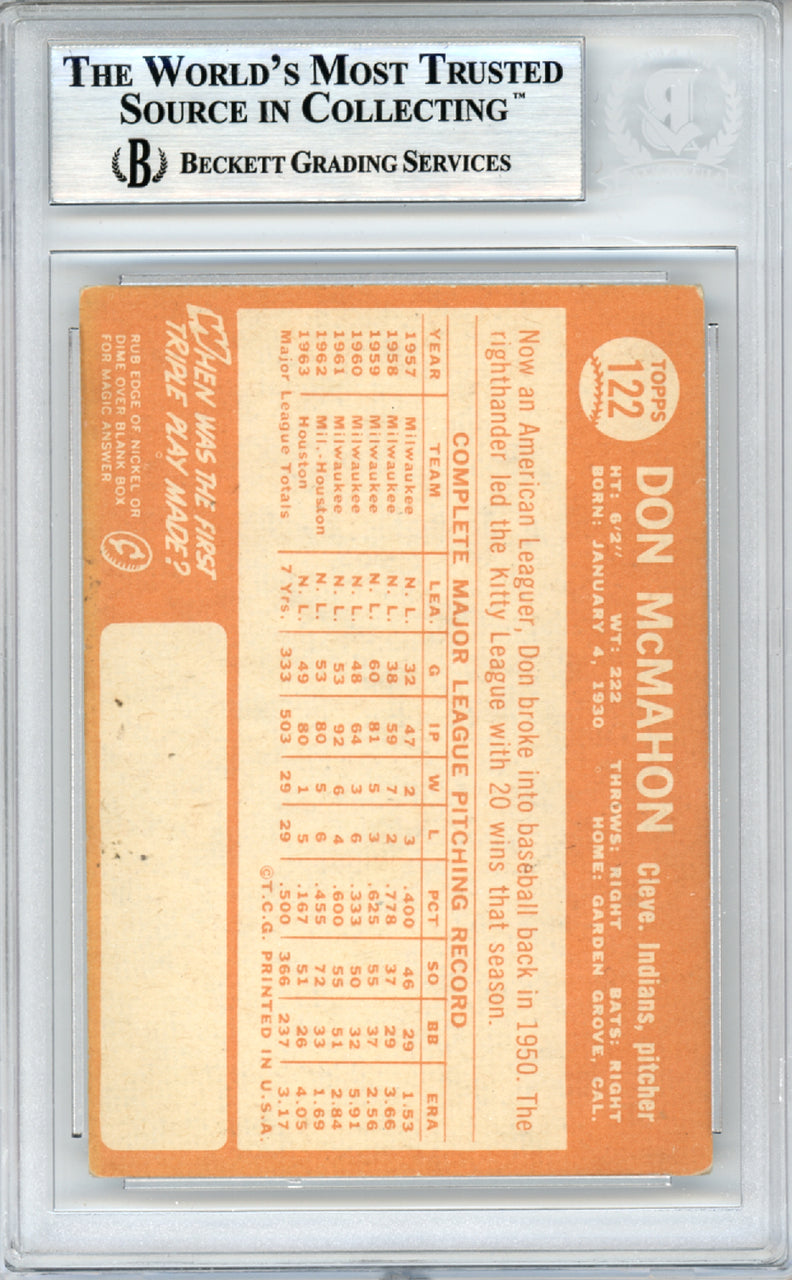 THE WORLD'S MOST TRUSTED
SOURCE IN COLLECTING™
B BECKETT GRADING SERVICES
TOPPS
122
DON McMAHON Cleve. Indians, pitcher
HT: 6'2" WT: 222 THROWS: RIGHT BATS: RIGHT
BORN: JANUARY 4, 1930 HOME: GARDEN GROVE, CAL.
Now an American Leaguer, Don broke into baseball back in 1950. The
righthander led the Kitty League with 20 wins that season.
COMPLETE MAJOR LEAGUE PITCHING RECORD
YEAR TEAM LEA. G IP W L PCT SO BB ERA
1957 Milwaukee N. L. 32 47 2 3 .400 46 29 1.53
1958 Milwaukee N. L. 38 59 7 2 .778 37 29 3.66
1959 Milwaukee N. L. 60 81 5 3 .625 55 37 2.56
1960 Milwaukee N. L. 48 64 3 6 .333 50 32 5.91
1961 Milwaukee N. L. 53 92 6 4 .600 55 51 2.84
1962 Mil.-Houston N. L. 53 80 5 6 .455 72 33 1.69
1963 Houston N. L. 49 80 1 5 .167 51 26 4.05
Major League Totals 7 Yrs. 333 503 29 29 .500 366 237 3.17
©T.C.G. PRINTED IN U.S.A.
WHEN WAS THE FIRST
TRIPLE PLAY MADE?
RUB EDGE OF NICKEL OR
DIME OVER BLANK BOX
FOR MAGIC ANSWER